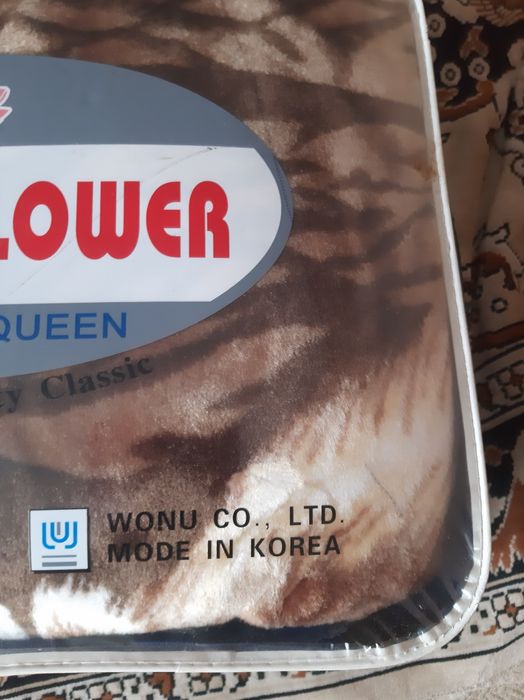 LOWER
QUEEN
y Classic
WONU CO., LTD.
MODE IN KOREA